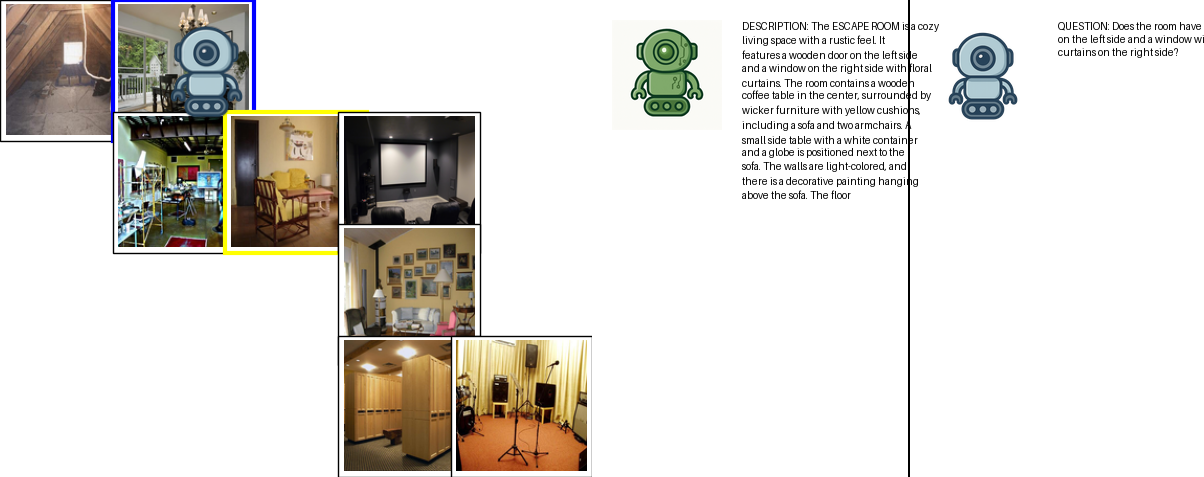 DESCRIPTION: The ESCAPE ROOM is a cozy
living space with a rustic feel. It
features a wooden door on the left side
and a window on the right side with floral
curtains. The room contains a wooden
coffee table in the center, surrounded by
wicker furniture with yellow cushions,
including a sofa and two armchairs. A
small side table with a white container
and a globe is positioned next to the
sofa. The walls are light-colored, and
there is a decorative painting hanging
above the sofa. The floor
QUESTION: Does the room have
on the left side and a window wi
curtains on the right side?